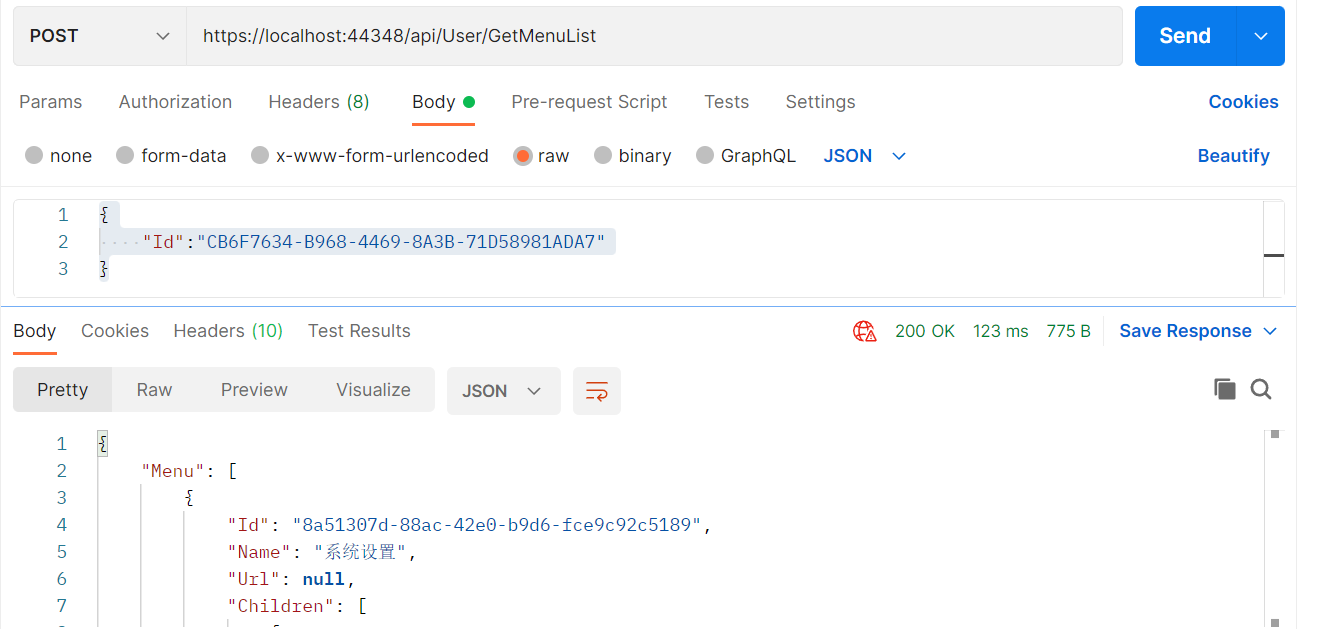 POST https://localhost:44348/api/User/GetMenuList Send
Params Authorization Headers (8) Body Pre-request Script Tests Settings Cookies
none form-data x-www-form-urlencoded raw binary GraphQL JSON Beautify
1 {
2 ····"Id":"CB6F7634-B968-4469-8A3B-71D58981ADA7"
3 }
Body Cookies Headers (10) Test Results 200 OK 123 ms 775 B Save Response
Pretty Raw Preview Visualize JSON
1 {
2 "Menu": [
3 {
4 "Id": "8a51307d-88ac-42e0-b9d6-fce9c92c5189",
5 "Name": "系统设置",
6 "Url": null,
7 "Children": [